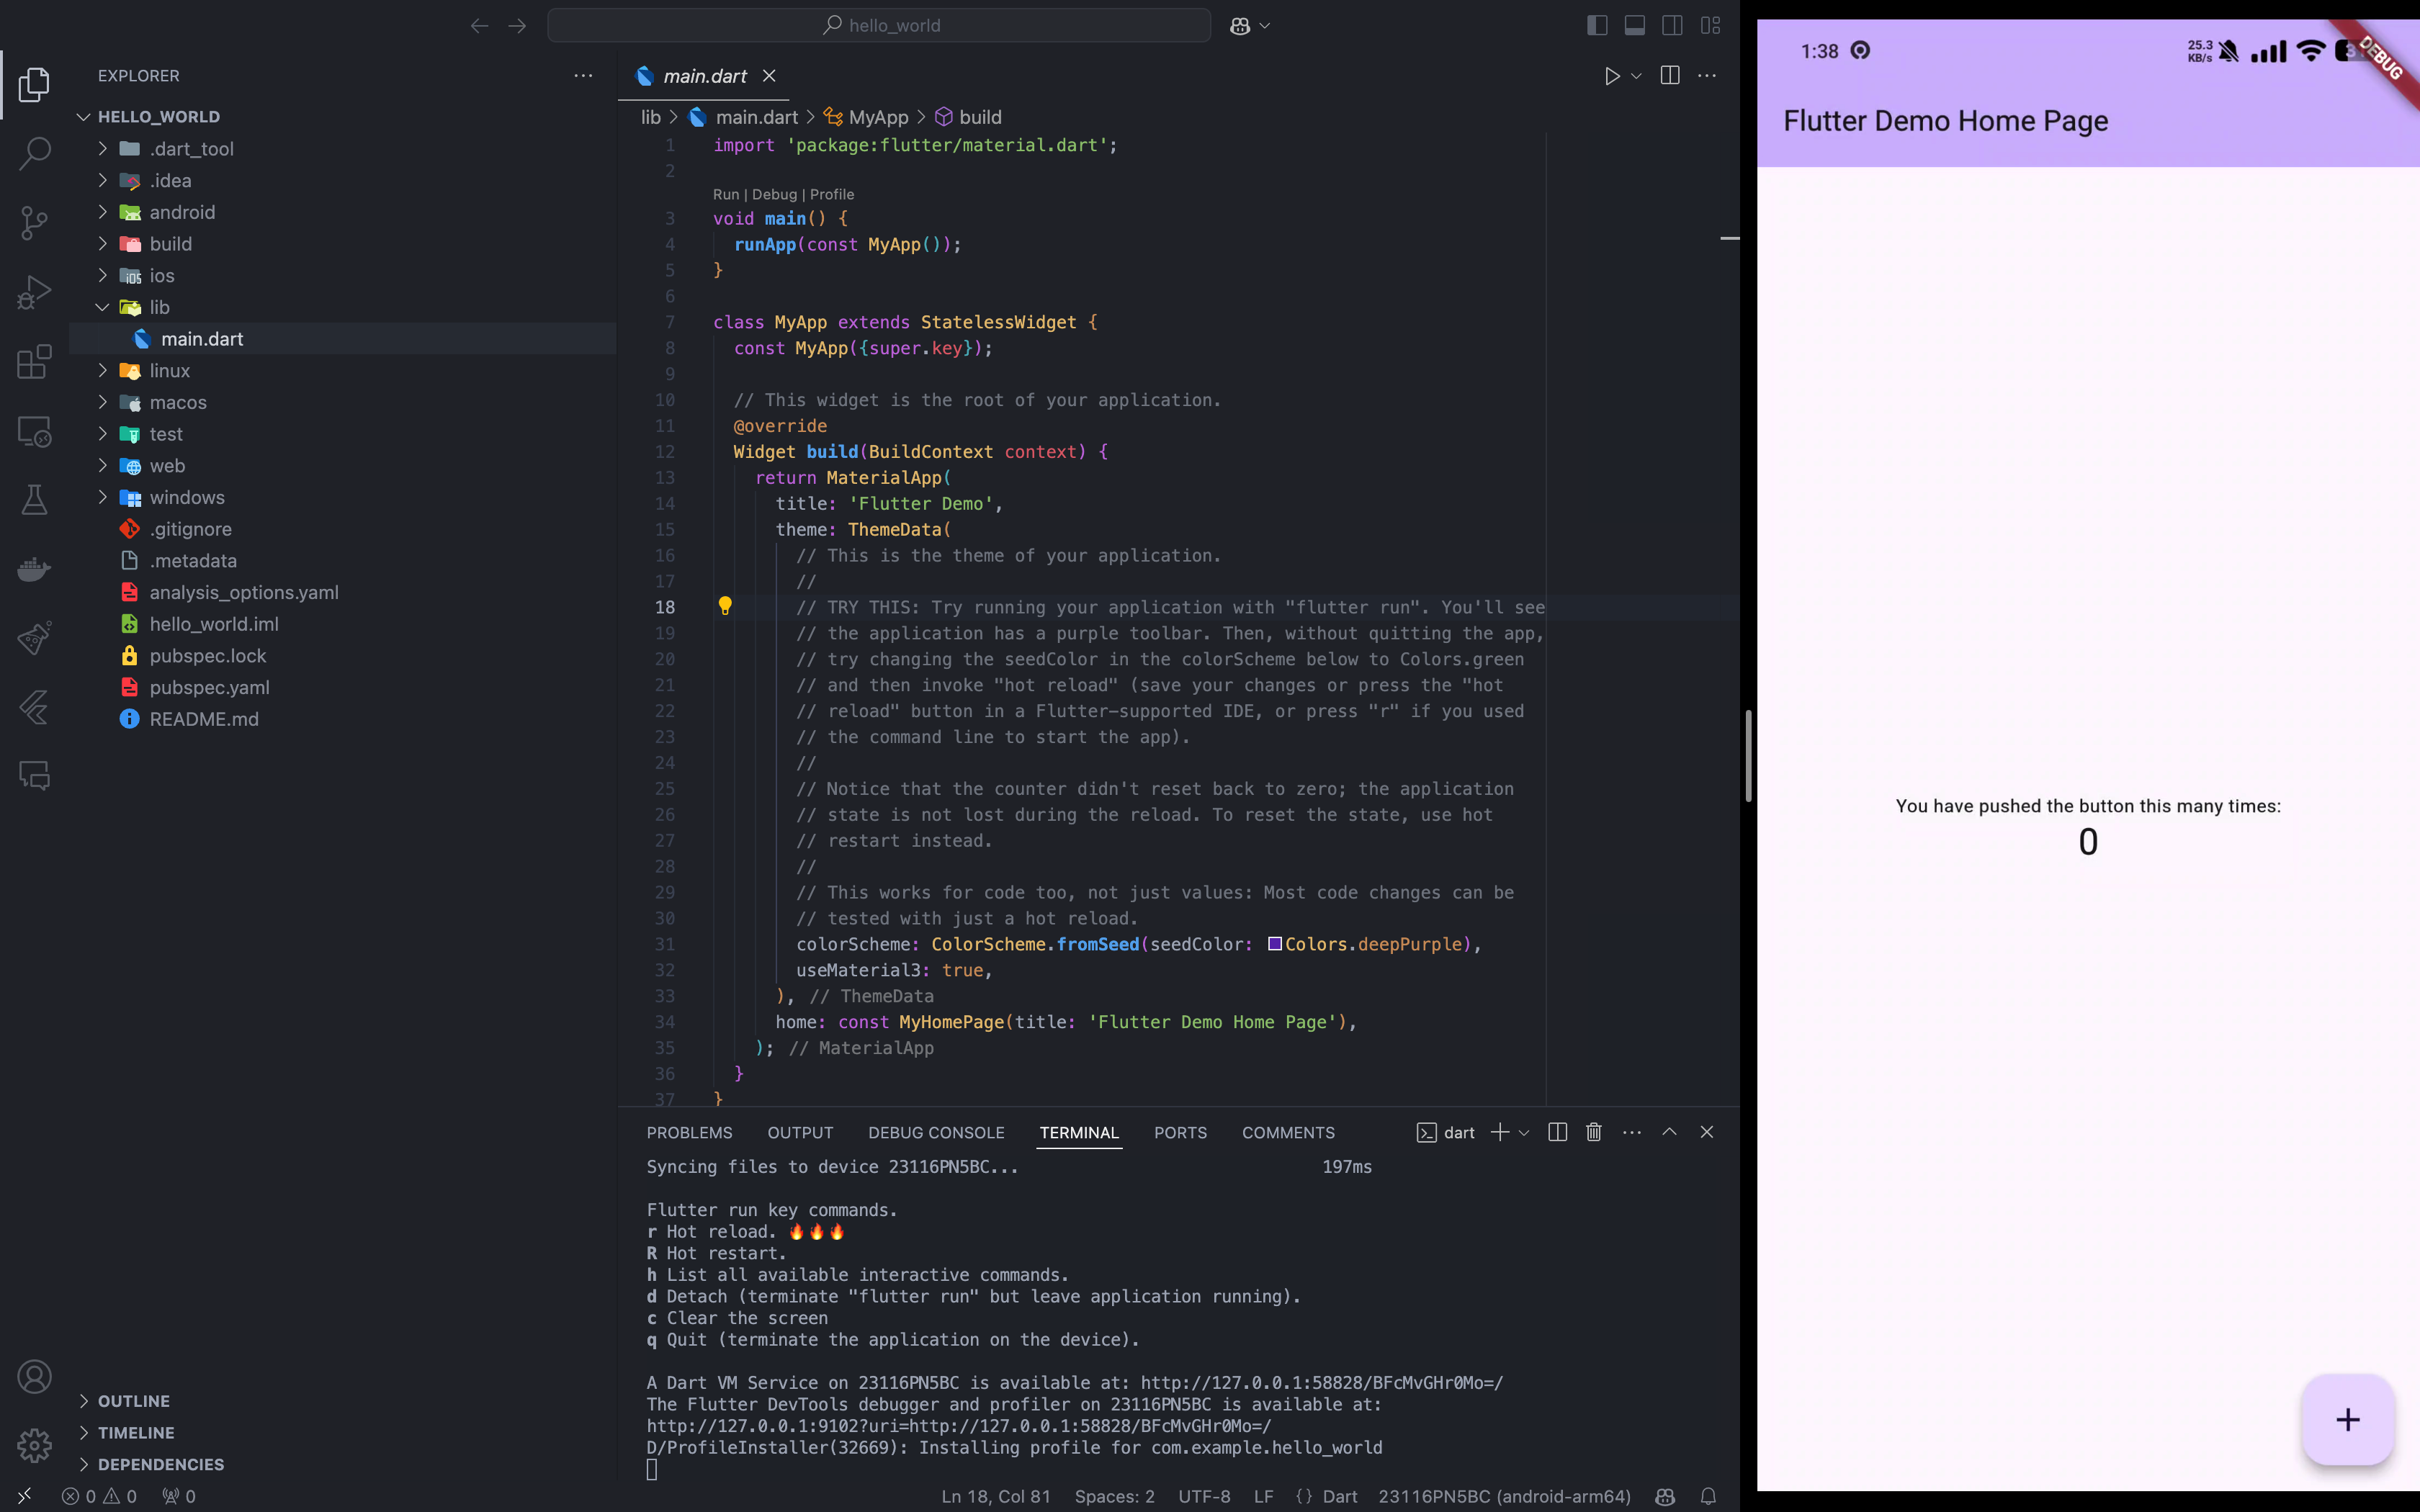 hello_world
EXPLORER
HELLO_WORLD
.dart_tool
.idea
android
build
ios
lib
main.dart
linux
macos
test
web
windows
.gitignore
.metadata
analysis_options.yaml
hello_world.iml
pubspec.lock
pubspec.yaml
README.md
OUTLINE
TIMELINE
DEPENDENCIES
main.dart
lib > main.dart > MyApp > build
1 import 'package:flutter/material.dart';
2
Run | Debug | Profile
3 void main() {
4 runApp(const MyApp());
5 }
6
7 class MyApp extends StatelessWidget {
8 const MyApp({super.key});
9
10 // This widget is the root of your application.
11 @override
12 Widget build(BuildContext context) {
13 return MaterialApp(
14 title: 'Flutter Demo',
15 theme: ThemeData(
16 // This is the theme of your application.
17 //
18 // TRY THIS: Try running your application with "flutter run". You'll see
19 // the application has a purple toolbar. Then, without quitting the app,
20 // try changing the seedColor in the colorScheme below to Colors.green
21 // and then invoke "hot reload" (save your changes or press the "hot
22 // reload" button in a Flutter-supported IDE, or press "r" if you used
23 // the command line to start the app).
24 //
25 // Notice that the counter didn't reset back to zero; the application
26 // state is not lost during the reload. To reset the state, use hot
27 // restart instead.
28 //
29 // This works for code too, not just values: Most code changes can be
30 // tested with just a hot reload.
31 colorScheme: ColorScheme.fromSeed(seedColor: Colors.deepPurple),
32 useMaterial3: true,
33 ), // ThemeData
34 home: const MyHomePage(title: 'Flutter Demo Home Page'),
35 ); // MaterialApp
36 }
37 }
PROBLEMS OUTPUT DEBUG CONSOLE TERMINAL PORTS COMMENTS dart
Syncing files to device 23116PN5BC... 197ms
Flutter run key commands.
r Hot reload. 🔥🔥🔥
R Hot restart.
h List all available interactive commands.
d Detach (terminate "flutter run" but leave application running).
c Clear the screen
q Quit (terminate the application on the device).
A Dart VM Service on 23116PN5BC is available at: http://127.0.0.1:58828/BFcMvGHr0Mo=/
The Flutter DevTools debugger and profiler on 23116PN5BC is available at:
http://127.0.0.1:9102?uri=http://127.0.0.1:58828/BFcMvGHr0Mo=/
D/ProfileInstaller(32669): Installing profile for com.example.hello_world
0 0 0 Ln 18, Col 81 Spaces: 2 UTF-8 LF {} Dart 23116PN5BC (android-arm64)
1:38 25.3 KB/s
DEBUG
Flutter Demo Home Page
You have pushed the button this many times:
0
+